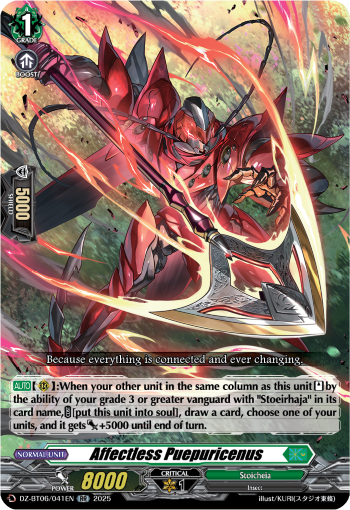 1
GRADE
BOOST
5000
SHIELD
Because everything is connected and ever changing.
AUTO【 】:When your other unit in the same column as this unit by
the ability of your grade 3 or greater vanguard with "Stoeirhaja" in its
card name, [put this unit into soul], draw a card, choose one of your
units, and it gets +5000 until end of turn.
NORMAL UNIT Affectless Puepuricenus
POWER 8000 CRITICAL 1 Stoicheia
Insect
DZ-BT06/041EN RR 2025 illust/KURI(スタジオ東龍)